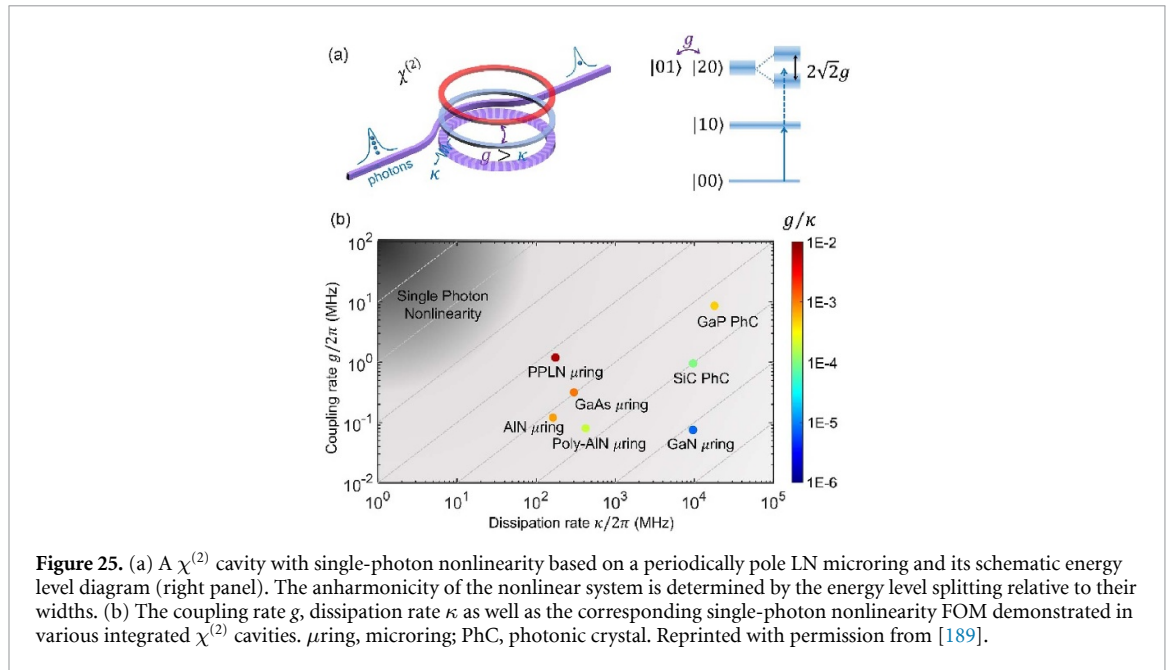 (a)
χ(2)
photons
κ
g > κ
g
|01⟩ |20⟩
2√2g
|10⟩
|00⟩
(b)
g/κ
Coupling rate g/2π (MHz)
10^2
10^1
10^0
10^-1
10^-2
Single Photon
Nonlinearity
GaP PhC
PPLN μring
SiC PhC
GaAs μring
AlN μring
Poly-AlN μring
GaN μring
10^0 10^1 10^2 10^3 10^4 10^5
Dissipation rate κ/2π (MHz)
1E-2
1E-3
1E-4
1E-5
1E-6
Figure 25. (a) A χ(2) cavity with single-photon nonlinearity based on a periodically pole LN microring and its schematic energy
level diagram (right panel). The anharmonicity of the nonlinear system is determined by the energy level splitting relative to their
widths. (b) The coupling rate g, dissipation rate κ as well as the corresponding single-photon nonlinearity FOM demonstrated in
various integrated χ(2) cavities. μring, microring; PhC, photonic crystal. Reprinted with permission from [189].